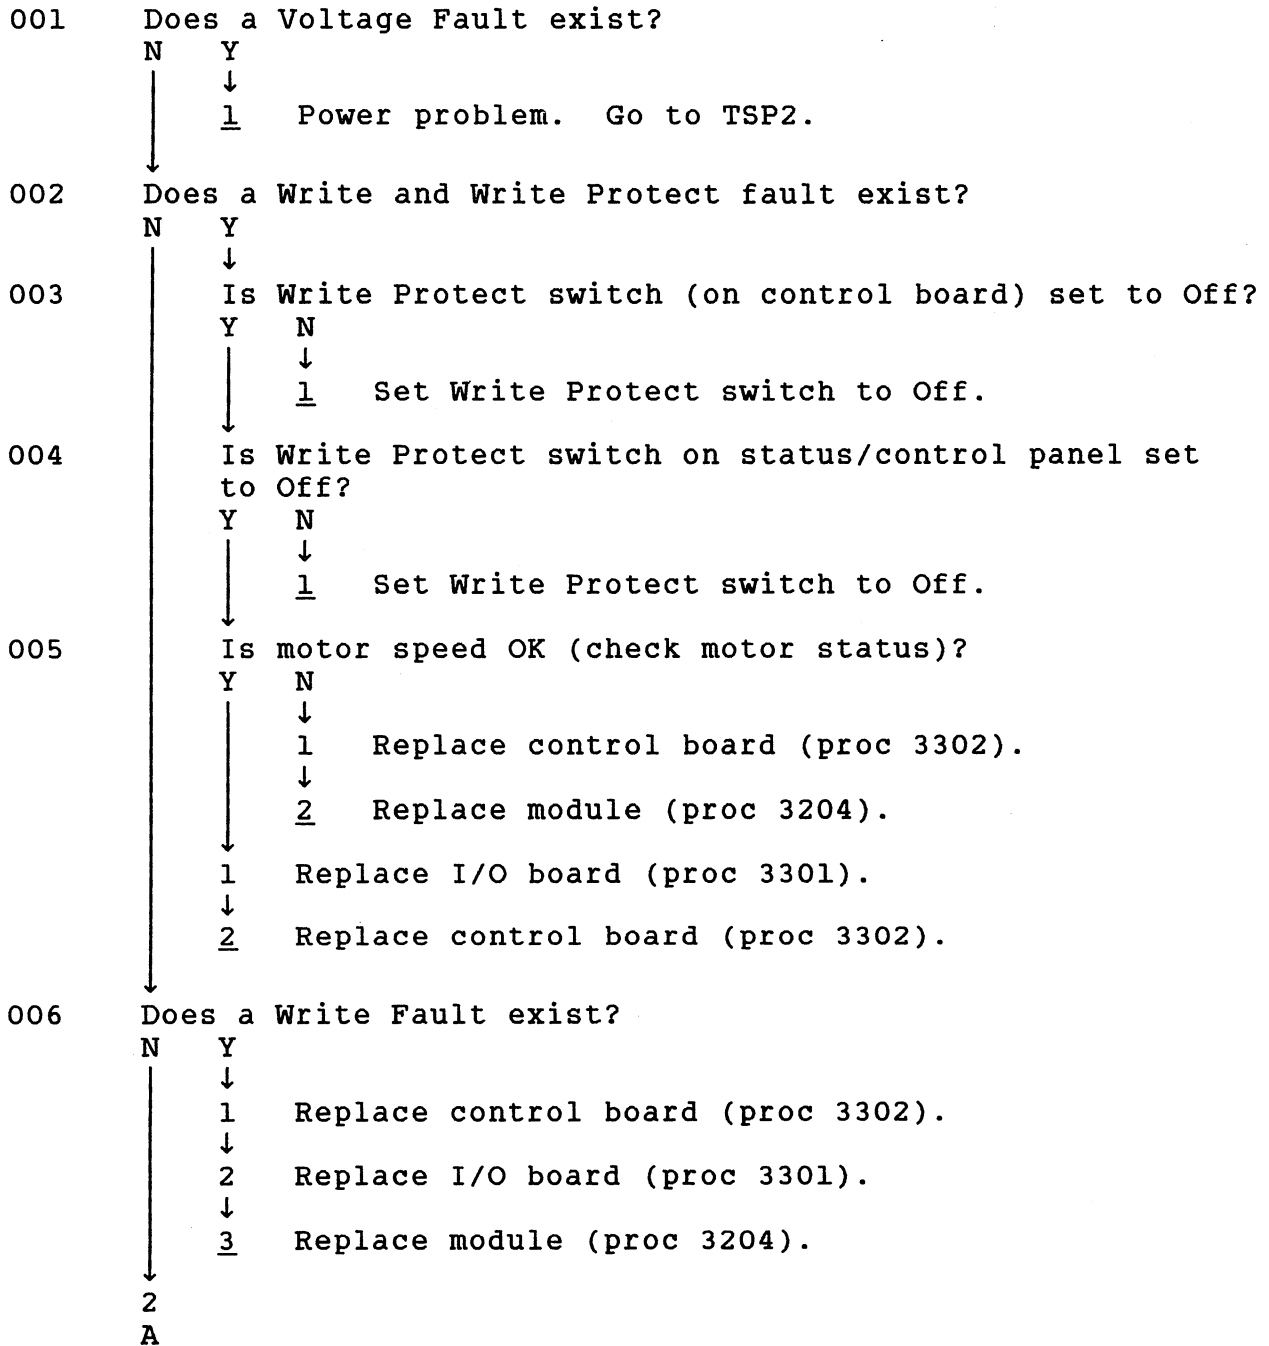 001 Does a Voltage Fault exist?
N Y
↓
1 Power problem. Go to TSP2.
002 Does a Write and Write Protect fault exist?
N Y
↓
003 Is Write Protect switch (on control board) set to Off?
Y N
↓
1 Set Write Protect switch to Off.
004 Is Write Protect switch on status/control panel set
to Off?
Y N
↓
1 Set Write Protect switch to Off.
005 Is motor speed OK (check motor status)?
Y N
↓
1 Replace control board (proc 3302).
↓
2 Replace module (proc 3204).
1 Replace I/O board (proc 3301).
↓
2 Replace control board (proc 3302).
006 Does a Write Fault exist?
N Y
↓
1 Replace control board (proc 3302).
↓
2 Replace I/O board (proc 3301).
↓
3 Replace module (proc 3204).
2
A